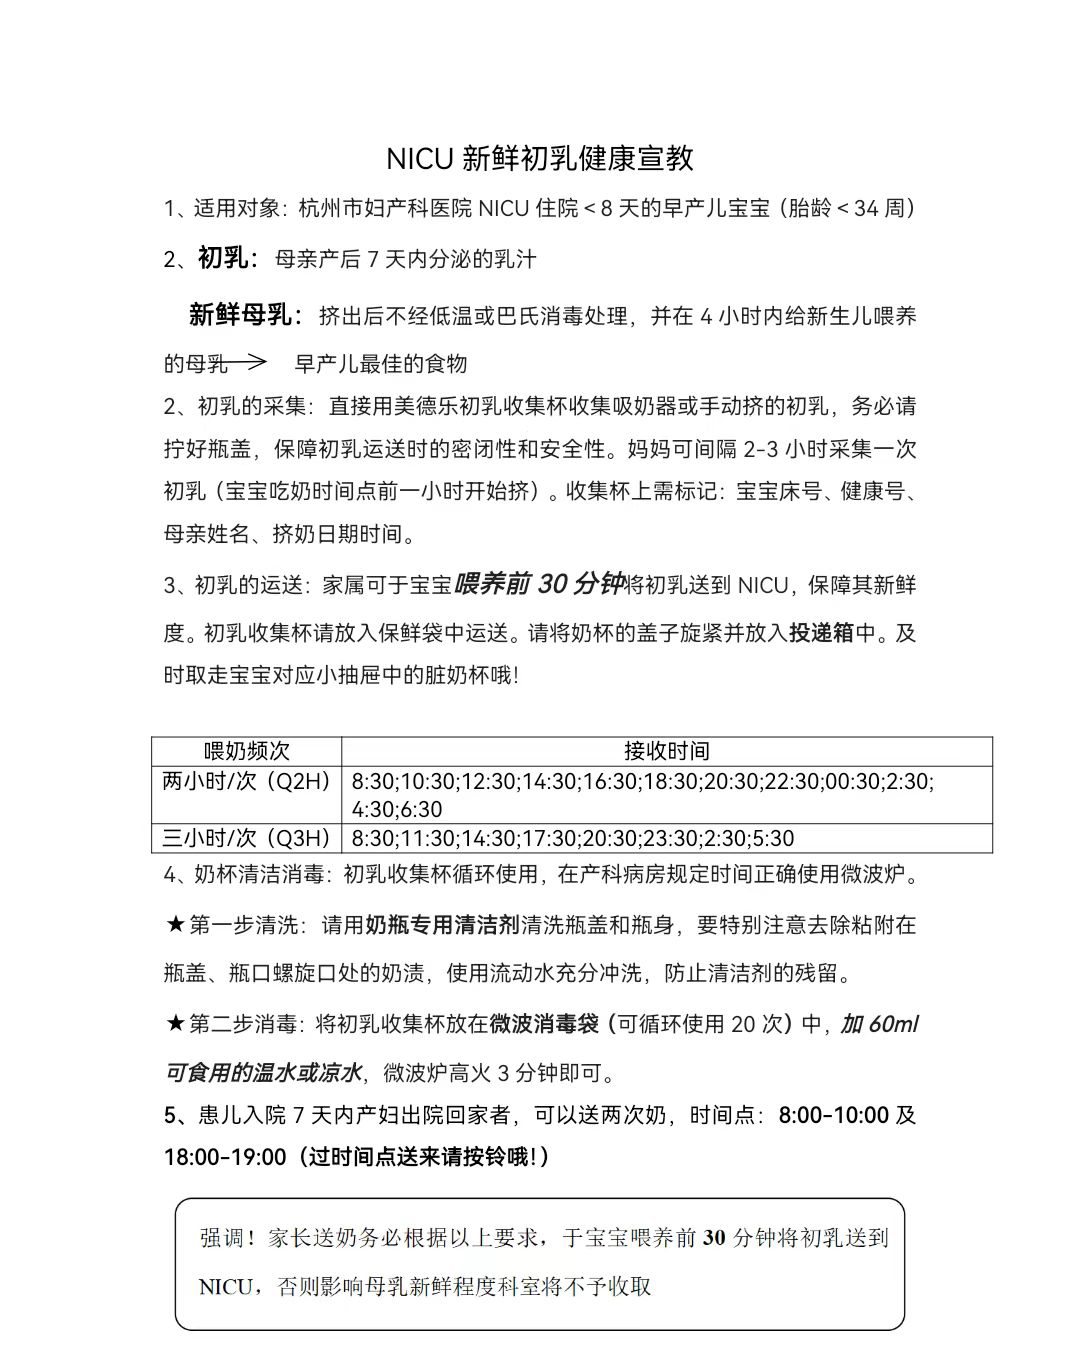 NICU 新鲜初乳健康宣教
1、适用对象：杭州市妇产科医院 NICU 住院＜8 天的早产儿宝宝（胎龄＜34 周）
2、初乳：母亲产后 7 天内分泌的乳汁
新鲜母乳：挤出后不经低温或巴氏消毒处理，并在 4 小时内给新生儿喂养
的母乳 早产儿最佳的食物
2、初乳的采集：直接用美德乐初乳收集杯收集吸奶器或手动挤的初乳，务必请
拧好瓶盖，保障初乳运送时的密闭性和安全性。妈妈可间隔 2-3 小时采集一次
初乳（宝宝吃奶时间点前一小时开始挤）。收集杯上需标记：宝宝床号、健康号、
母亲姓名、挤奶日期时间。
3、初乳的运送：家属可于宝宝喂养前 30 分钟将初乳送到 NICU，保障其新鲜
度。初乳收集杯请放入保鲜袋中运送。请将奶杯的盖子旋紧并放入投递箱中。及
时取走宝宝对应小抽屉中的脏奶杯哦！
喂奶频次 接收时间
两小时/次（Q2H） 8:30;10:30;12:30;14:30;16:30;18:30;20:30;22:30;00:30;2:30;
4:30;6:30
三小时/次（Q3H） 8:30;11:30;14:30;17:30;20:30;23:30;2:30;5:30
4、奶杯清洁消毒：初乳收集杯循环使用，在产科病房规定时间正确使用微波炉。
★第一步清洗：请用奶瓶专用清洁剂清洗瓶盖和瓶身，要特别注意去除粘附在
瓶盖、瓶口螺旋口处的奶渍，使用流动水充分冲洗，防止清洁剂的残留。
★第二步消毒：将初乳收集杯放在微波消毒袋（可循环使用 20 次）中，加 60ml
可食用的温水或凉水，微波炉高火 3 分钟即可。
5、患儿入院 7 天内产妇出院回家者，可以送两次奶，时间点：8:00-10:00 及
18:00-19:00（过时间点送来请按铃哦！）
强调！家长送奶务必根据以上要求，于宝宝喂养前 30 分钟将初乳送到
NICU，否则影响母乳新鲜程度科室将不予收取